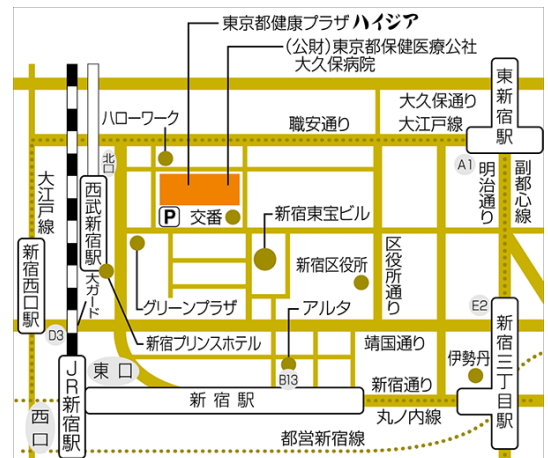 東京都健康プラザ ハイジア
(公財)東京都保健医療公社
大久保病院
東新宿駅
大久保通り
ハローワーク
職安通り
大江戸線
北口
A1
明治通り
副都心線
大江戸線
西武新宿駅
P
交番
新宿東宝ビル
新宿西口駅
大ガード
新宿区役所
区役所通り
グリーンプラザ
アルタ
E2
D3
新宿プリンスホテル
靖国通り
新宿三丁目駅
伊勢丹
東口
B13
新宿通り
JR新宿駅
新宿駅
西口
丸ノ内線
都営新宿線